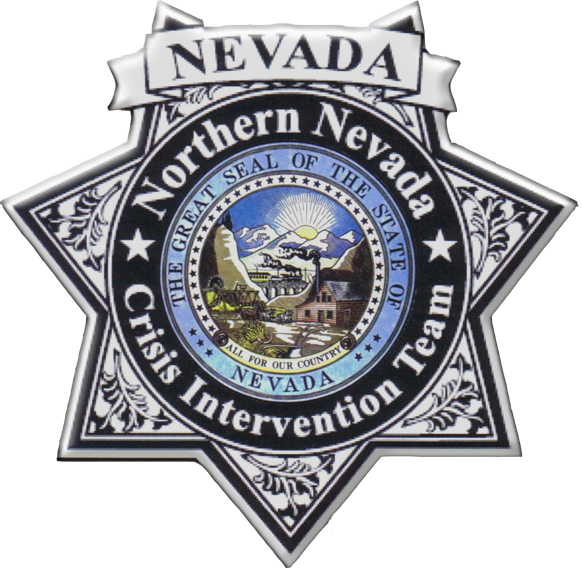 NEVADA
Northern Nevada
THE GREAT SEAL OF THE STATE OF
NEVADA
ALL FOR OUR COUNTRY
Crisis Intervention Team